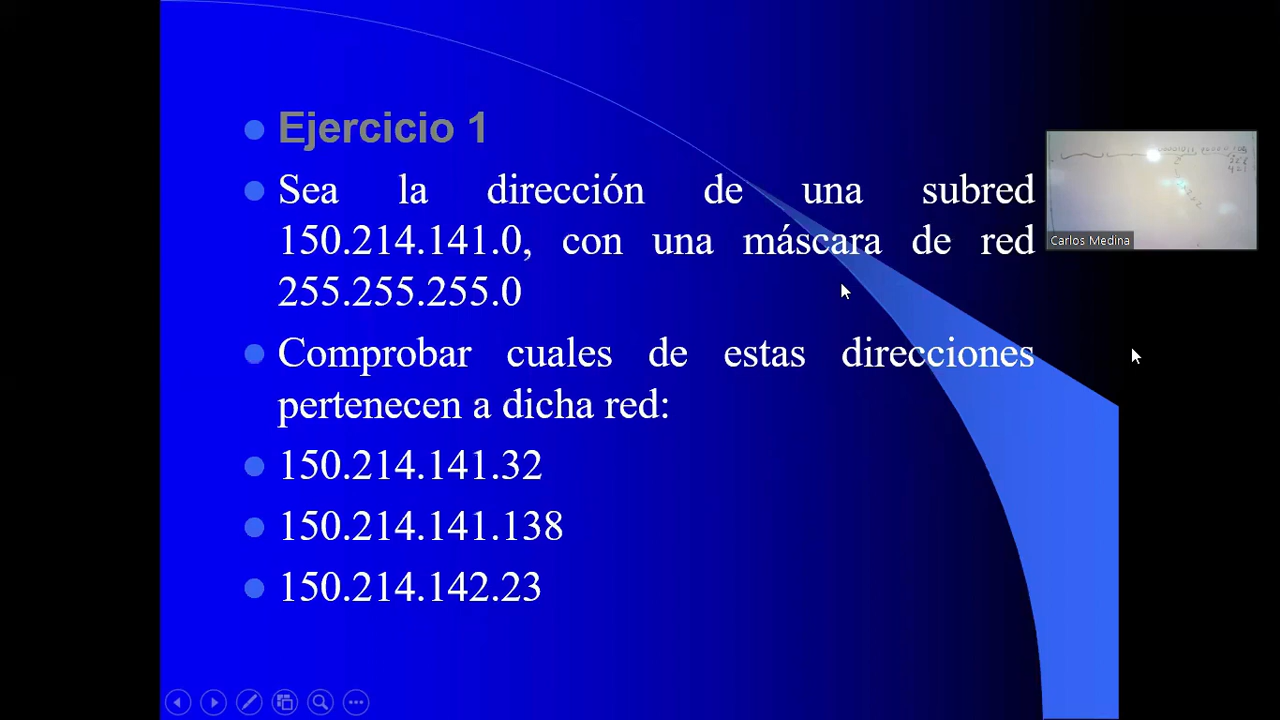 Ejercicio 1
Sea la dirección de una subred
150.214.141.0, con una máscara de red
255.255.255.0
Comprobar cuales de estas direcciones
pertenecen a dicha red:
150.214.141.32
150.214.141.138
150.214.142.23
Carlos Medina